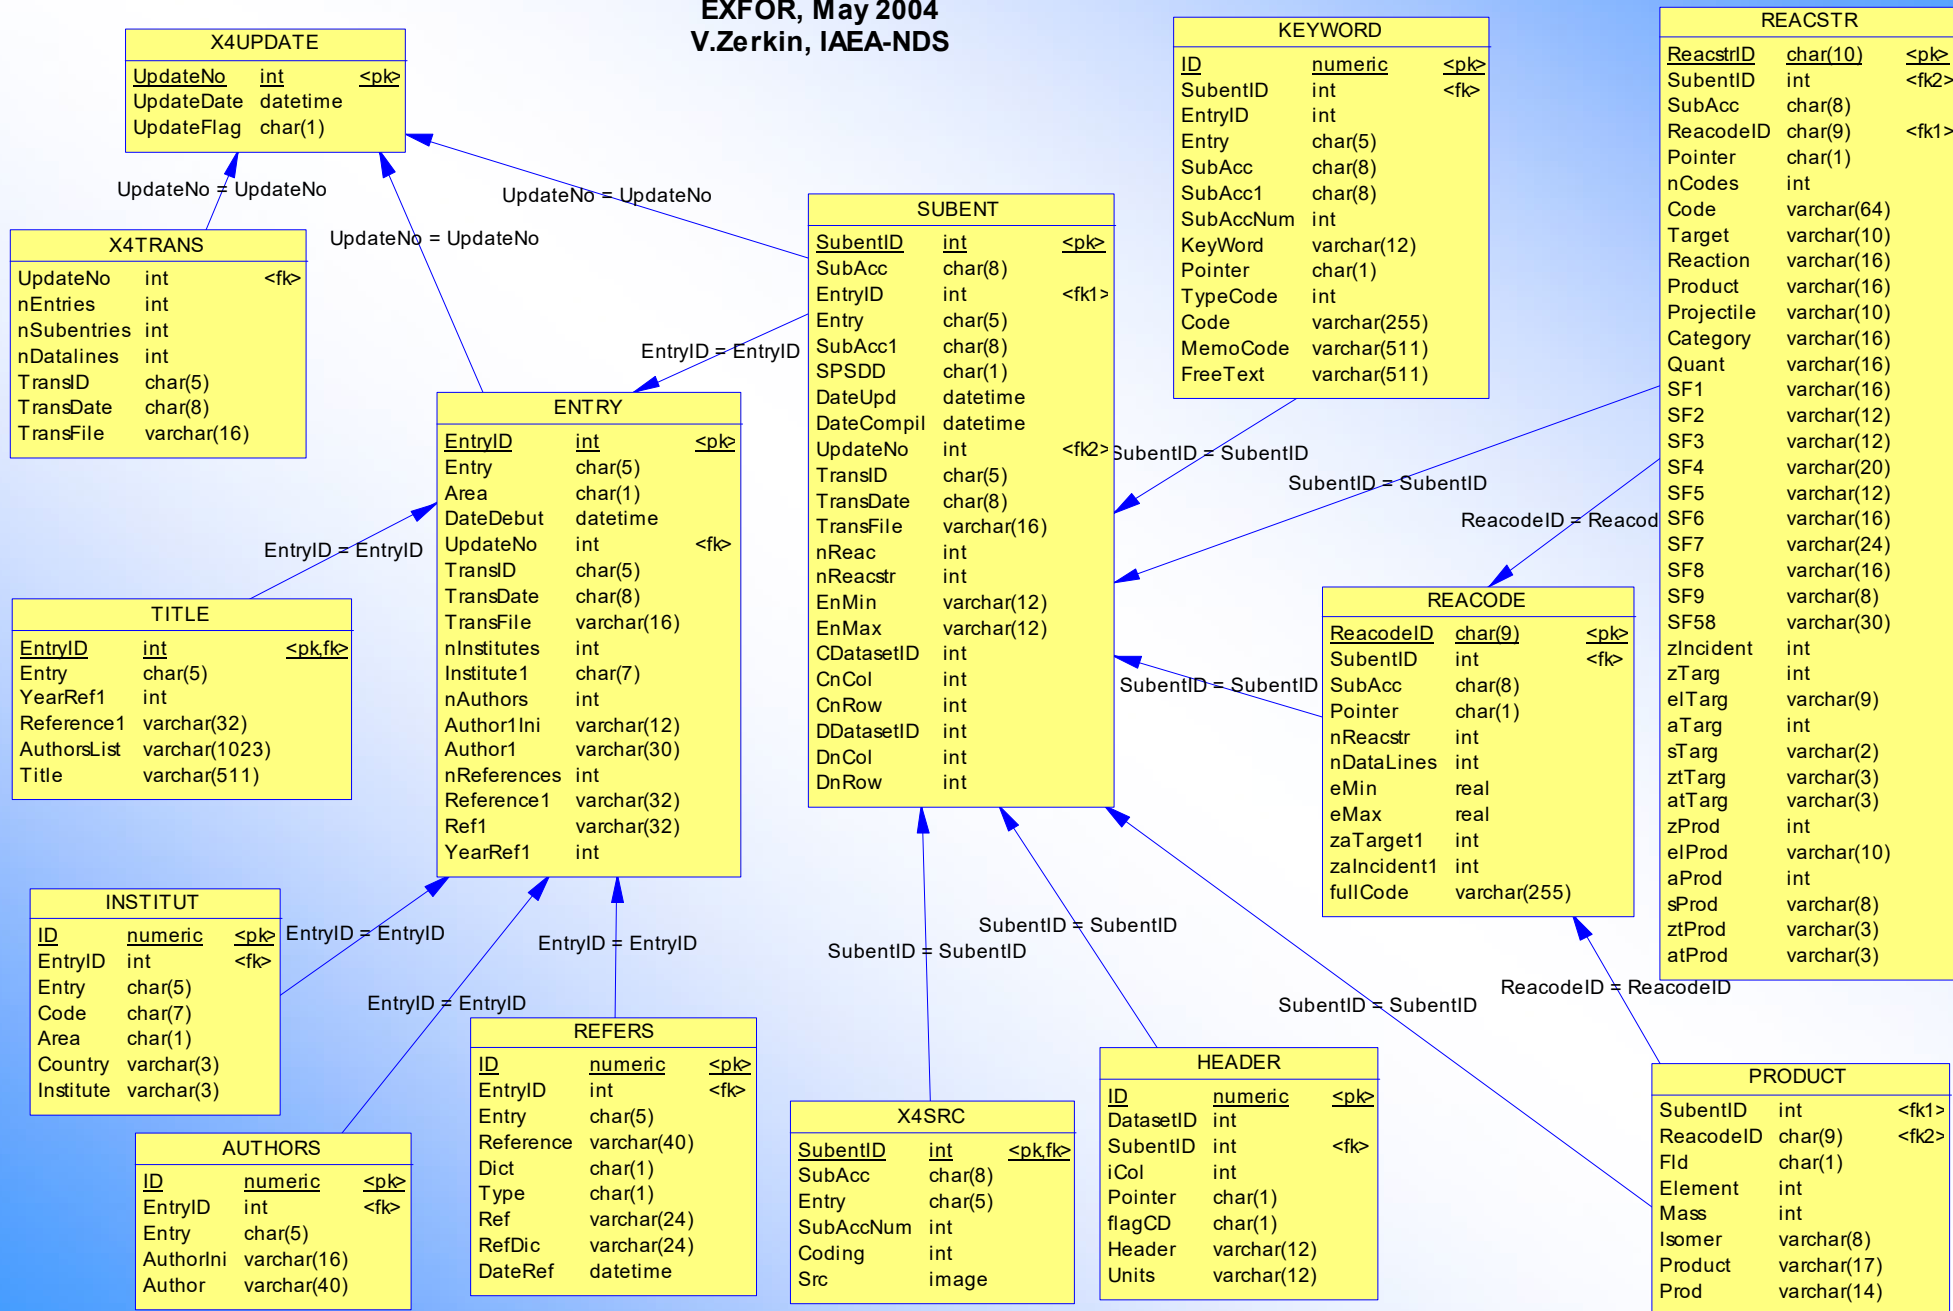 EXFOR, May 2004
V.Zerkin, IAEA-NDS
X4UPDATE
UpdateNo int <pk>
UpdateDate datetime
UpdateFlag char(1)
UpdateNo = UpdateNo
UpdateNo = UpdateNo
UpdateNo = UpdateNo
X4TRANS
UpdateNo int <fk>
nEntries int
nSubentries int
nDatalines int
TransID char(5)
TransDate char(8)
TransFile varchar(16)
EntryID = EntryID
ENTRY
EntryID int <pk>
Entry char(5)
Area char(1)
DateDebut datetime
UpdateNo int <fk>
TransID char(5)
TransDate char(8)
TransFile varchar(16)
nInstitutes int
Institute1 char(7)
nAuthors int
Author1Ini varchar(12)
Author1 varchar(30)
nReferences int
Reference1 varchar(32)
Ref1 varchar(32)
YearRef1 int
EntryID = EntryID
TITLE
EntryID int <pk,fk>
Entry char(5)
YearRef1 int
Reference1 varchar(32)
AuthorsList varchar(1023)
Title varchar(511)
INSTITUT
ID numeric <pk>
EntryID int <fk>
Entry char(5)
Code char(7)
Area char(1)
Country varchar(3)
Institute varchar(3)
EntryID = EntryID
EntryID = EntryID
EntryID = EntryID
AUTHORS
ID numeric <pk>
EntryID int <fk>
Entry char(5)
AuthorIni varchar(16)
Author varchar(40)
REFERS
ID numeric <pk>
EntryID int <fk>
Entry char(5)
Reference varchar(40)
Dict char(1)
Type char(1)
Ref varchar(24)
RefDic varchar(24)
DateRef datetime
SUBENT
SubentID int <pk>
SubAcc char(8)
EntryID int <fk1>
Entry char(5)
SubAcc1 char(8)
SPSDD char(1)
DateUpd datetime
DateCompil datetime
UpdateNo int <fk2>
TransID char(5)
TransDate char(8)
TransFile varchar(16)
nReac int
nReacstr int
EnMin varchar(12)
EnMax varchar(12)
CDatasetID int
CnCol int
CnRow int
DDatasetID int
DnCol int
DnRow int
SubentID = SubentID
SubentID = SubentID
SubentID = SubentID
X4SRC
SubentID int <pk,fk>
SubAcc char(8)
Entry char(5)
SubAccNum int
Coding int
Src image
HEADER
ID numeric <pk>
DatasetID int
SubentID int <fk>
iCol int
Pointer char(1)
flagCD char(1)
Header varchar(12)
Units varchar(12)
KEYWORD
ID numeric <pk>
SubentID int <fk>
EntryID int
Entry char(5)
SubAcc char(8)
SubAcc1 char(8)
SubAccNum int
KeyWord varchar(12)
Pointer char(1)
TypeCode int
Code varchar(255)
MemoCode varchar(511)
FreeText varchar(511)
SubentID = SubentID
SubentID = SubentID
ReacodeID = Reacod
SubentID = SubentID
REACODE
ReacodeID char(9) <pk>
SubentID int <fk>
SubAcc char(8)
Pointer char(1)
nReacstr int
nDataLines int
eMin real
eMax real
zaTarget1 int
zaIncident1 int
fullCode varchar(255)
ReacodeID = ReacodeID
REACSTR
ReacstrID char(10) <pk>
SubentID int <fk2>
SubAcc char(8)
ReacodeID char(9) <fk1>
Pointer char(1)
nCodes int
Code varchar(64)
Target varchar(10)
Reaction varchar(16)
Product varchar(16)
Projectile varchar(10)
Category varchar(16)
Quant varchar(16)
SF1 varchar(16)
SF2 varchar(12)
SF3 varchar(12)
SF4 varchar(20)
SF5 varchar(12)
SF6 varchar(16)
SF7 varchar(24)
SF8 varchar(16)
SF9 varchar(8)
SF58 varchar(30)
zIncident int
zTarg int
elTarg varchar(9)
aTarg int
sTarg varchar(2)
ztTarg varchar(3)
atTarg varchar(3)
zProd int
elProd varchar(10)
aProd int
sProd varchar(8)
ztProd varchar(3)
atProd varchar(3)
PRODUCT
SubentID int <fk1>
ReacodeID char(9) <fk2>
Fld char(1)
Element int
Mass int
Isomer varchar(8)
Product varchar(17)
Prod varchar(14)